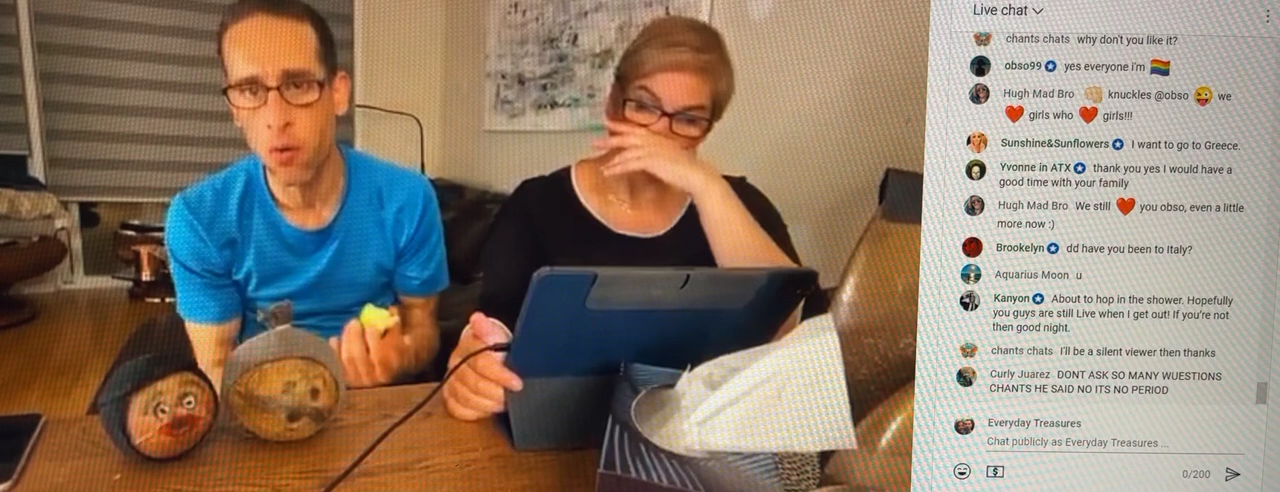 Live chat
chants chats why don't you like it?
obso99 yes everyone i'm
Hugh Mad Bro knuckles @obso we
girls who girls!!!
Sunshine&Sunflowers I want to go to Greece.
Yvonne in ATX thank you yes I would have a
good time with your family
Hugh Mad Bro We still you obso, even a little
more now :)
Brookelyn dd have you been to Italy?
Aquarius Moon u
Kanyon About to hop in the shower. Hopefully
you guys are still Live when I get out! If you're not
then good night.
chants chats I'll be a silent viewer then thanks
Curly Juarez DONT ASK SO MANY WUESTIONS
CHANTS HE SAID NO ITS NO PERIOD
Everyday Treasures
Chat publicly as Everyday Treasures ...
0/200